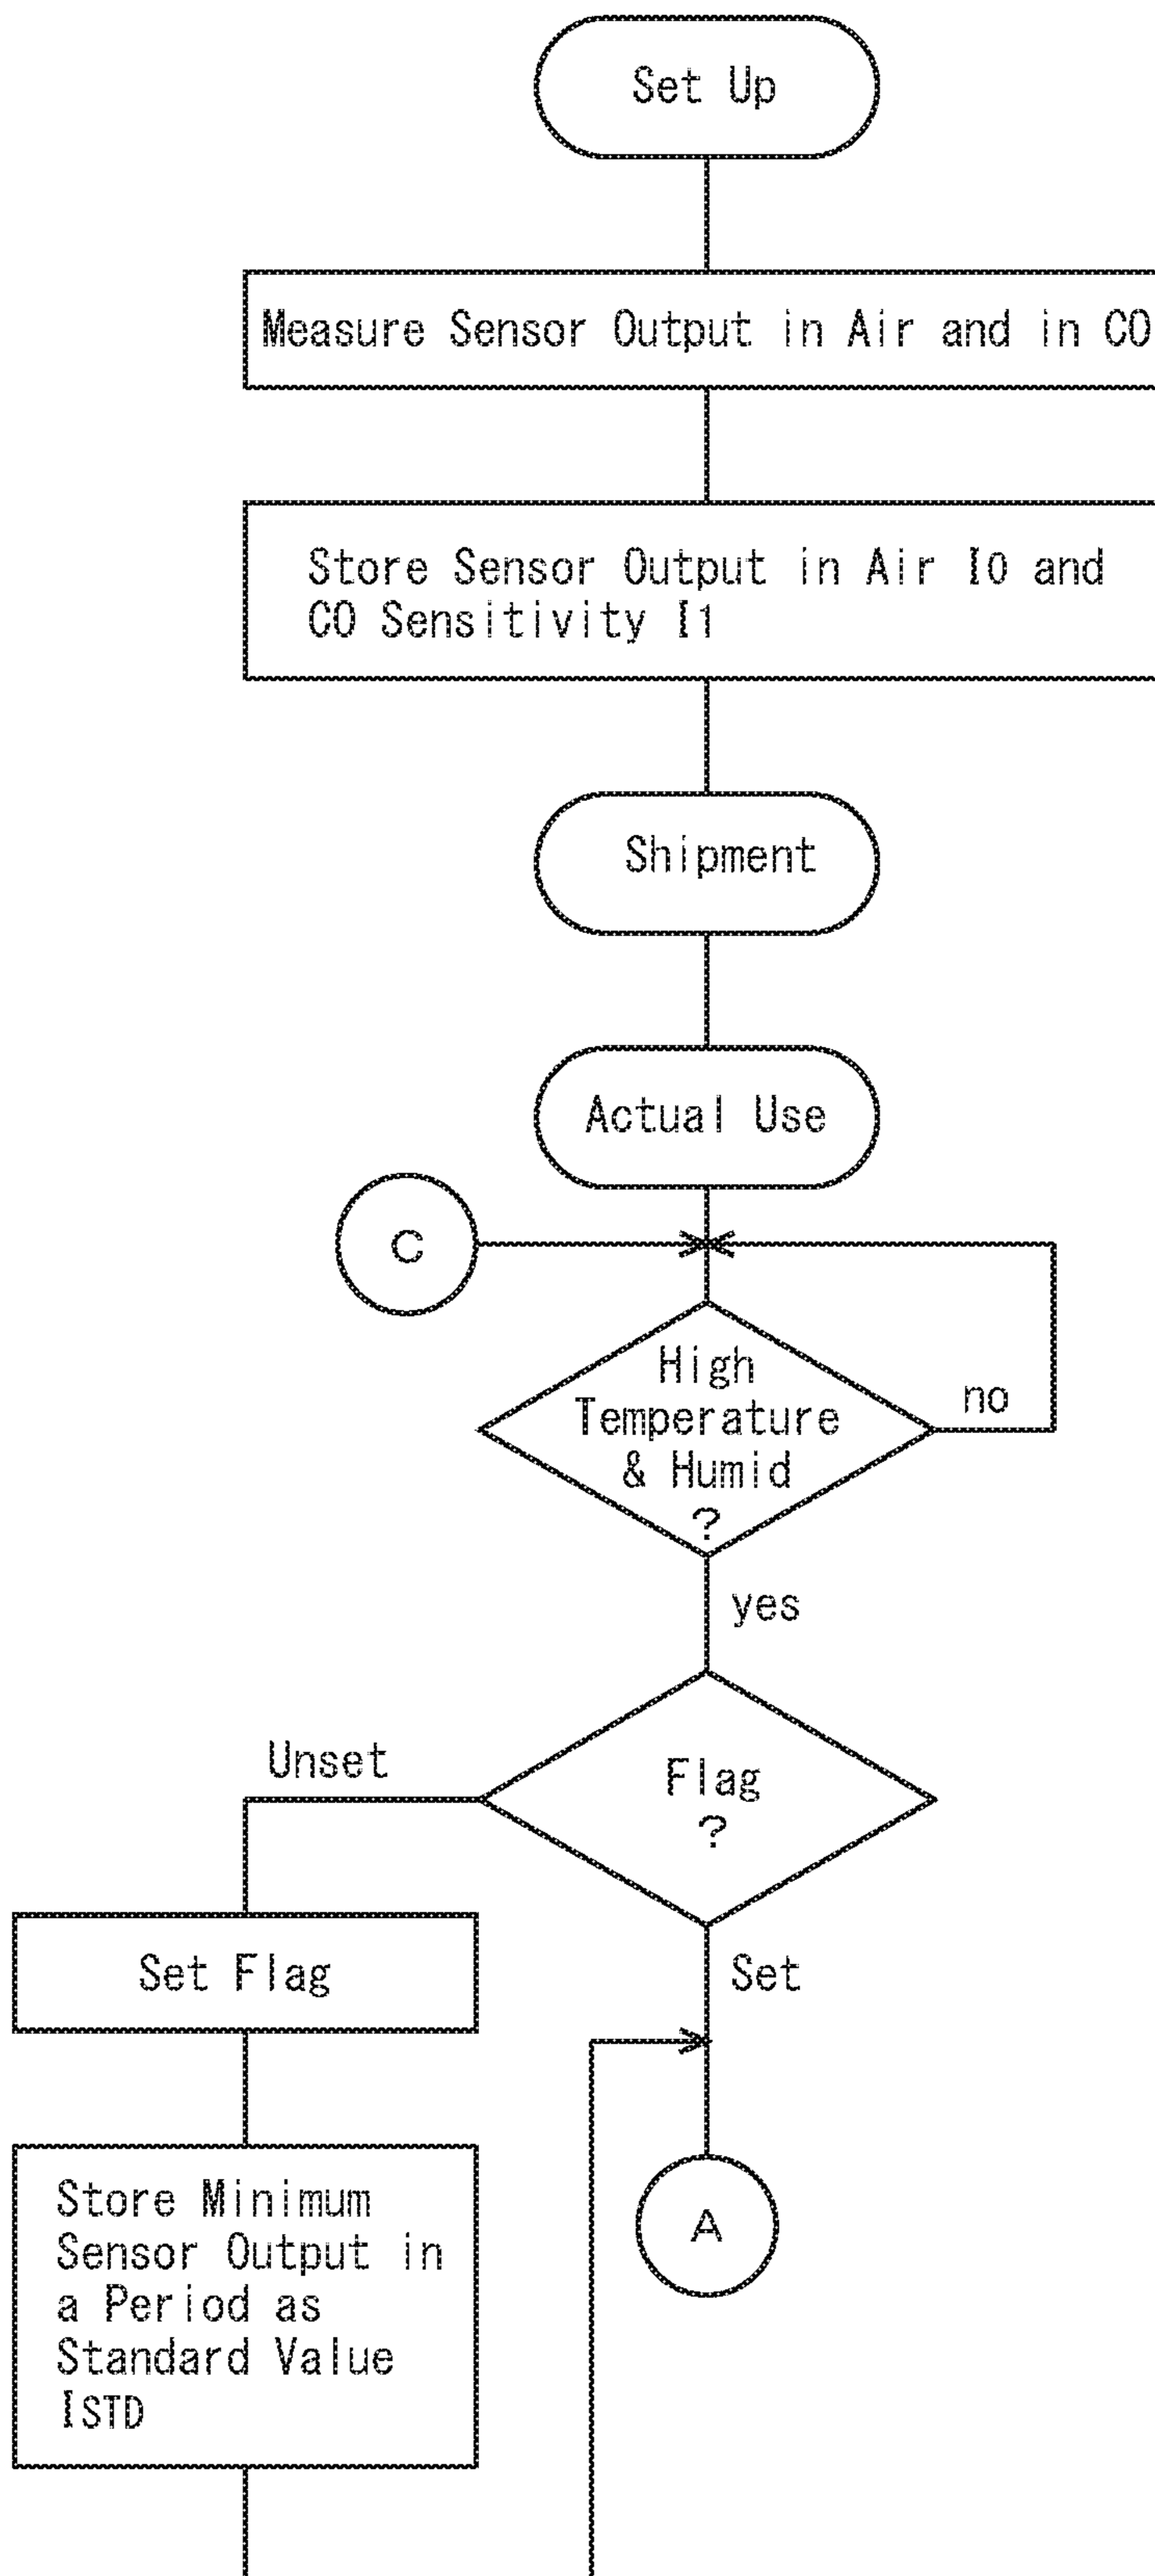 Set Up
Measure Sensor Output in Air and in CO
Store Sensor Output in Air I0 and
CO Sensitivity I1
Shipment
Actual Use
C
High
Temperature
& Humid
?
no
yes
Unset
Flag
?
Set Flag
Set
Store Minimum
Sensor Output in
a Period as
Standard Value
ISTD
A